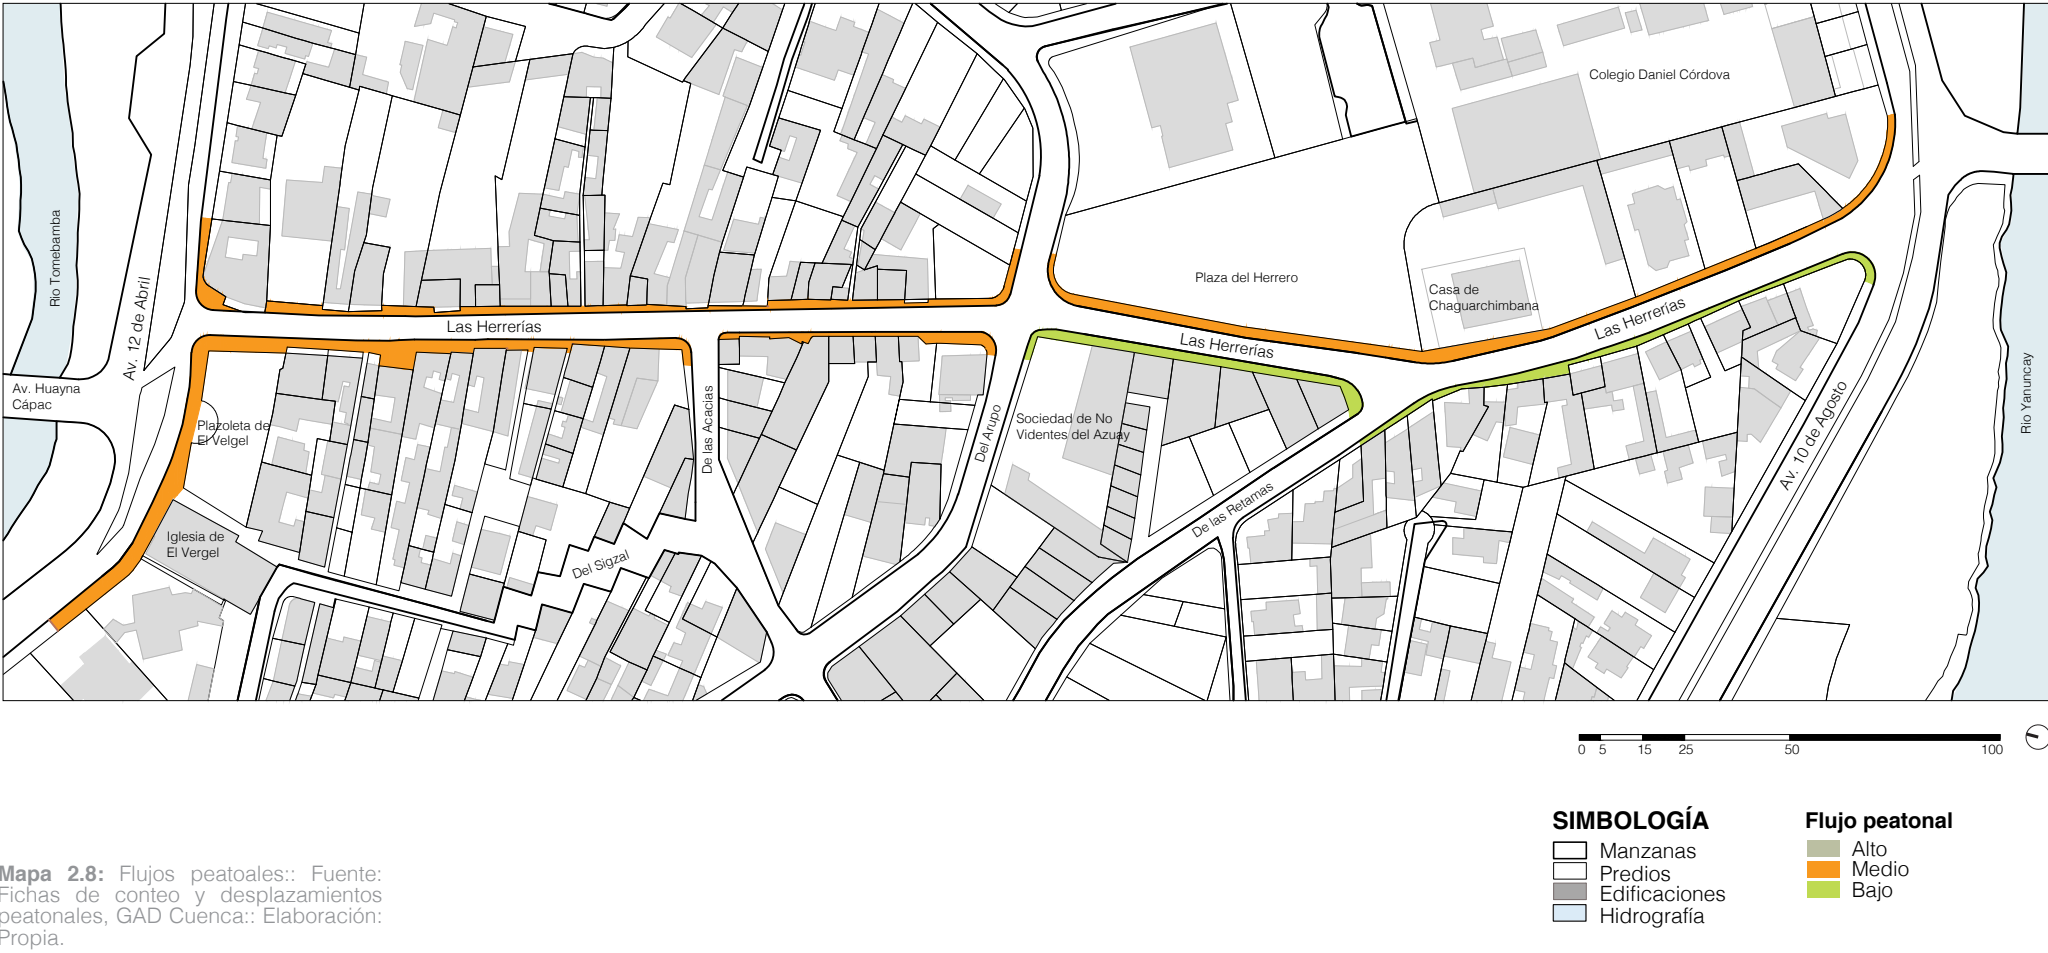 Colegio Daniel Córdova
Rio Tomebamba
Av. 12 de Abril
Plaza del Herrero
Casa de
Chaguarchimbana
Las Herrerías
Las Herrerías
Las Herrerías
Av. Huayna
Cápac
Plazoleta de
El Velgel
De las Acacias
Del Arupo
Sociedad de No
Videntes del Azuay
Av. 10 de Agosto
Rio Yanuncay
De las Retamas
Iglesia de
El Vergel
Del Sigzal
0 5 15 25 50 100
SIMBOLOGÍA
Manzanas
Predios
Edificaciones
Hidrografía
Flujo peatonal
Alto
Medio
Bajo
Mapa 2.8: Flujos peatoales:: Fuente:
Fichas de conteo y desplazamientos
peatonales, GAD Cuenca:: Elaboración:
Propia.